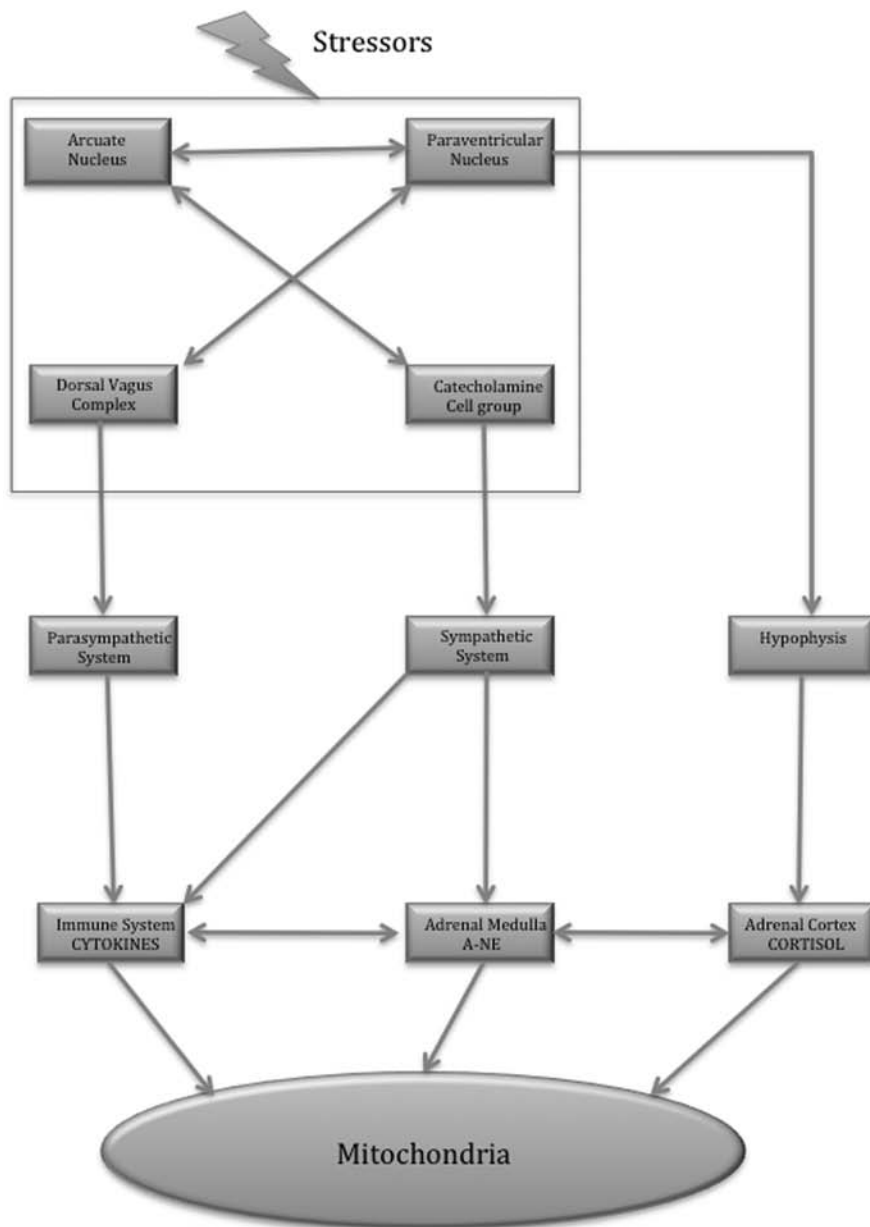 Stressors
Arcuate
Nucleus
Paraventricular
Nucleus
Dorsal Vagus
Complex
Catecholamine
Cell group
Parasympathetic
System
Sympathetic
System
Hypophysis
Immune System
CYTOKINES
Adrenal Medulla
A-NE
Adrenal Cortex
CORTISOL
Mitochondria